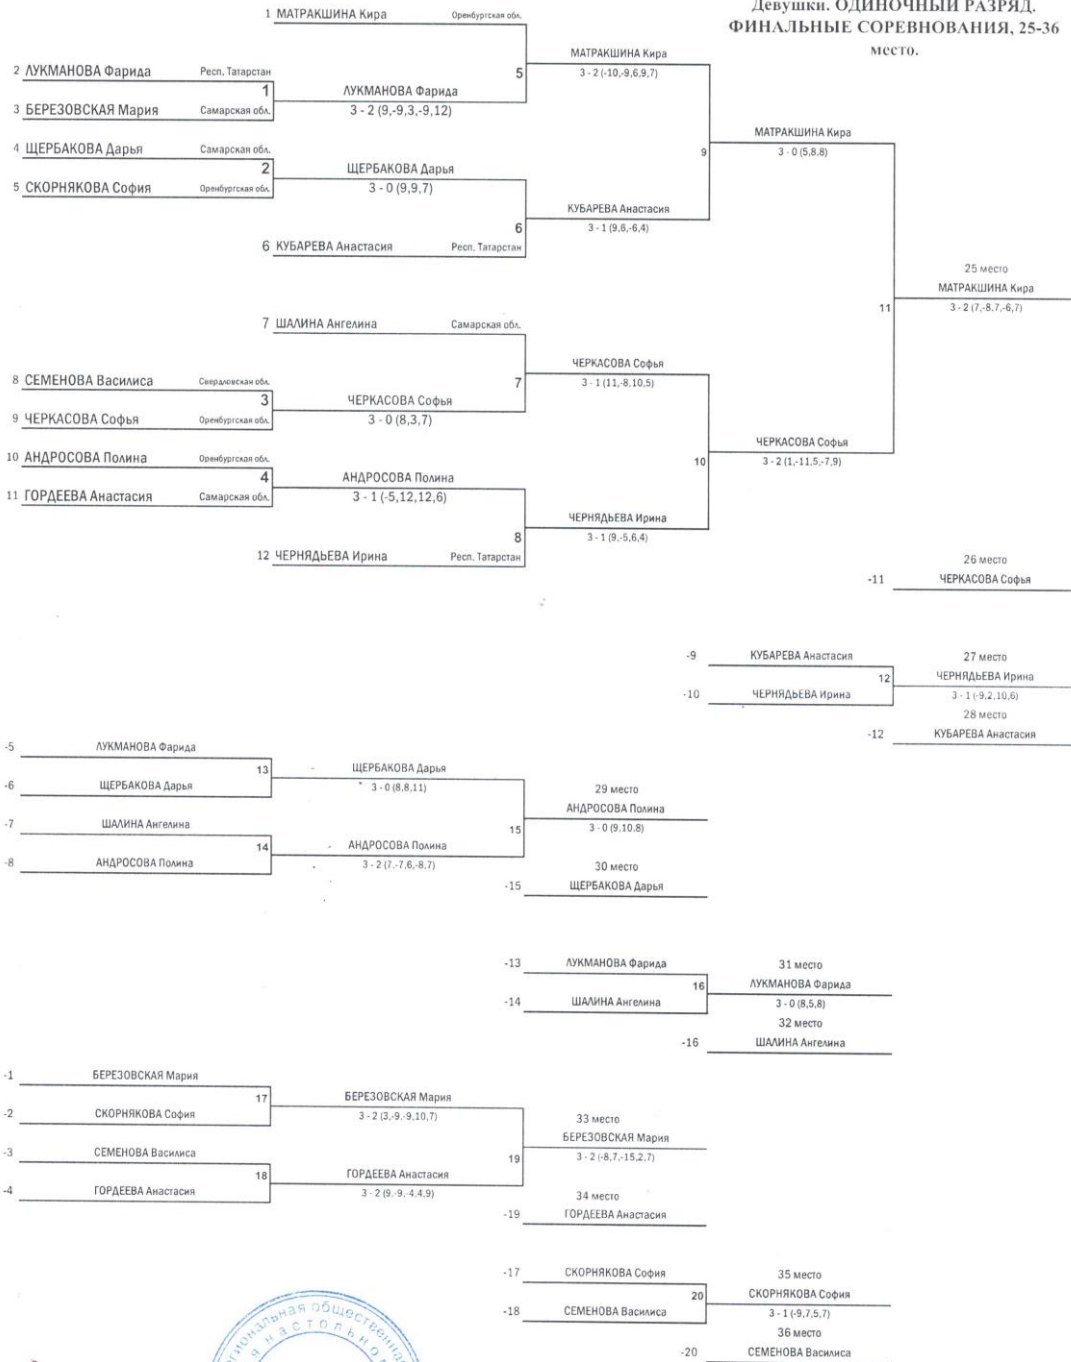 Девушки. ОДИНОЧНЫЙ РАЗРЯД.
ФИНАЛЬНЫЕ СОРЕВНОВАНИЯ, 25-36
место.
1 МАТРАКШИНА Кира Оренбургская обл.
МАТРАКШИНА Кира
2 ЛУКМАНОВА Фарида Респ. Татарстан
5
3 - 2 (-10,-9,6,9,7)
1
ЛУКМАНОВА Фарида
3 БЕРЕЗОВСКАЯ Мария Самарская обл.
3 - 2 (9,-9,3,-9,12)
МАТРАКШИНА Кира
4 ЩЕРБАКОВА Дарья Самарская обл.
9
3 - 0 (5,8,8)
2
ЩЕРБАКОВА Дарья
5 СКОРНЯКОВА София Оренбургская обл.
3 - 0 (9,9,7)
КУБАРЕВА Анастасия
6
3 - 1 (9,6,-6,4)
6 КУБАРЕВА Анастасия Респ. Татарстан
25 место
МАТРАКШИНА Кира
11
3 - 2 (7,-8,7,-6,7)
7 ШАЛИНА Ангелина Самарская обл.
ЧЕРКАСОВА Софья
8 СЕМЕНОВА Василиса Свердловская обл.
7
3 - 1 (11,-8,10,5)
3
ЧЕРКАСОВА Софья
9 ЧЕРКАСОВА Софья Оренбургская обл.
3 - 0 (8,3,7)
ЧЕРКАСОВА Софья
10 АНДРОСОВА Полина Оренбургская обл.
10
3 - 2 (1,-11,5,-7,9)
4
АНДРОСОВА Полина
11 ГОРДЕЕВА Анастасия Самарская обл.
3 - 1 (-5,12,12,6)
ЧЕРНЯДЬЕВА Ирина
8
3 - 1 (9,-5,6,4)
12 ЧЕРНЯДЬЕВА Ирина Респ. Татарстан
26 место
-11 ЧЕРКАСОВА Софья
-9 КУБАРЕВА Анастасия
27 место
12
ЧЕРНЯДЬЕВА Ирина
-10 ЧЕРНЯДЬЕВА Ирина
3 - 1 (-9,2,10,6)
28 место
-12 КУБАРЕВА Анастасия
-5 ЛУКМАНОВА Фарида
13
ЩЕРБАКОВА Дарья
-6 ЩЕРБАКОВА Дарья
3 - 0 (8,8,11)
29 место
АНДРОСОВА Полина
-7 ШАЛИНА Ангелина
15
3 - 0 (9,10,8)
14
АНДРОСОВА Полина
-8 АНДРОСОВА Полина
3 - 2 (7,-7,6,-8,7)
30 место
-15 ЩЕРБАКОВА Дарья
-13 ЛУКМАНОВА Фарида
31 место
16
ЛУКМАНОВА Фарида
-14 ШАЛИНА Ангелина
3 - 0 (8,5,8)
32 место
-16 ШАЛИНА Ангелина
-1 БЕРЕЗОВСКАЯ Мария
17
БЕРЕЗОВСКАЯ Мария
-2 СКОРНЯКОВА София
3 - 2 (3,-9,-9,10,7)
33 место
БЕРЕЗОВСКАЯ Мария
-3 СЕМЕНОВА Василиса
19
3 - 2 (-8,7,-15,2,7)
18
ГОРДЕЕВА Анастасия
-4 ГОРДЕЕВА Анастасия
3 - 2 (9,-9,-4,4,9)
34 место
-19 ГОРДЕЕВА Анастасия
-17 СКОРНЯКОВА София
35 место
20
СКОРНЯКОВА София
-18 СЕМЕНОВА Василиса
3 - 1 (-9,7,5,7)
36 место
-20 СЕМЕНОВА Василиса